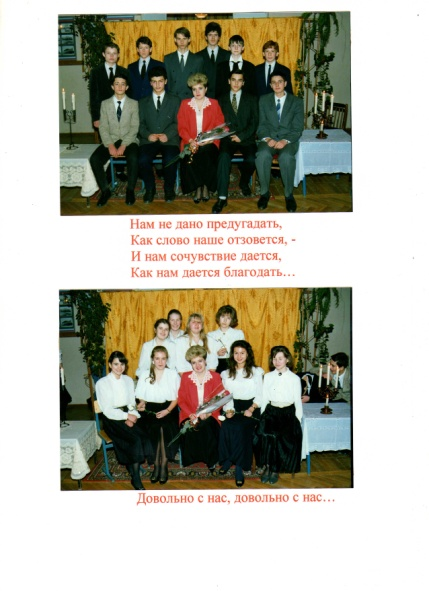 Нам не дано предугадать,
Как слово наше отзовется, -
И нам сочувствие дается,
Как нам дается благодать…
Довольно с нас, довольно с нас…